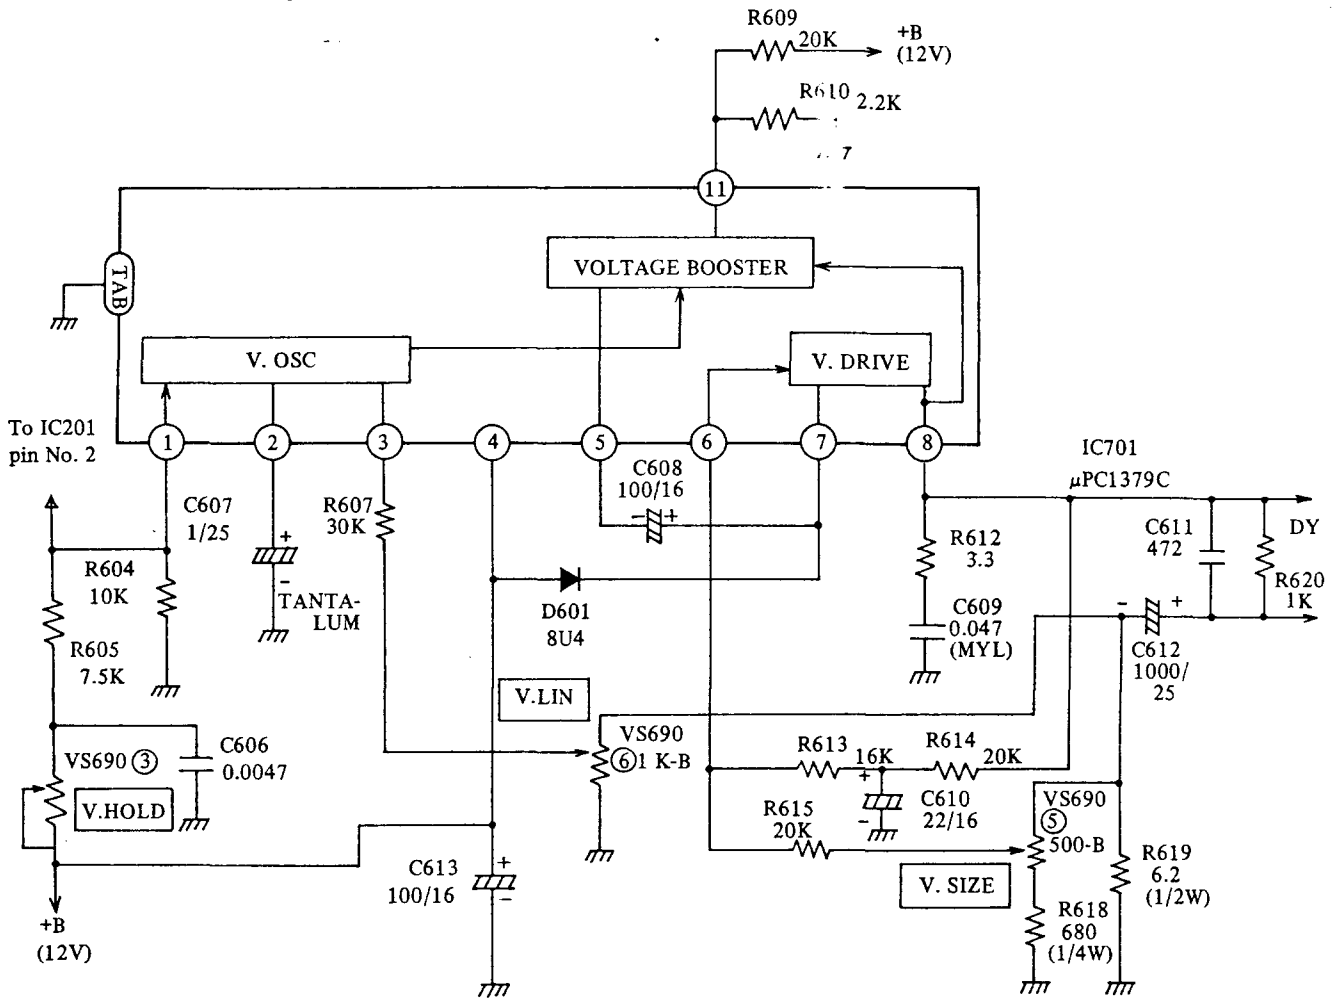 R609
20K
+B
(12V)
R610
2.2K
7
11
VOLTAGE BOOSTER
TAB
V. OSC
V. DRIVE
To IC201
pin No. 2
1
2
3
4
5
6
7
8
IC701
μPC1379C
C607
1/25
+
-
TANTA-
LUM
R607
30K
C608
100/16
- +
R612
3.3
C611
472
DY
R604
10K
R620
1K
D601
8U4
C609
0.047
(MYL)
- +
C612
1000/
25
R605
7.5K
V.LIN
VS690
⑥1 K-B
VS690 ③
C606
0.0047
V.HOLD
R613
16K
R614
20K
+
-
C610
22/16
VS690
⑤
500-B
R615
20K
C613
100/16
+
-
V. SIZE
R619
6.2
(1/2W)
R618
680
(1/4W)
+B
(12V)